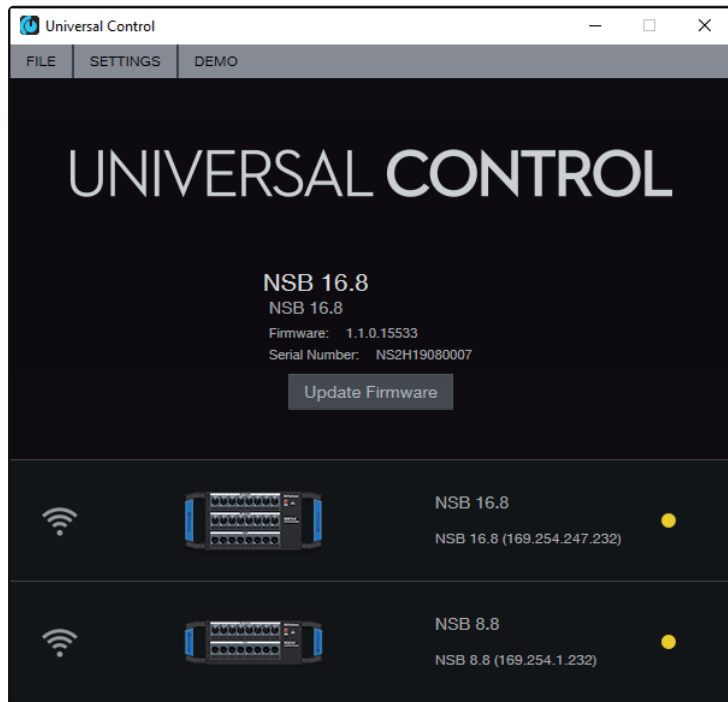 Universal Control
FILE SETTINGS DEMO
UNIVERSAL CONTROL
NSB 16.8
NSB 16.8
Firmware: 1.1.0.15533
Serial Number: NS2H19080007
Update Firmware
NSB 16.8
NSB 16.8 (169.254.247.232)
NSB 8.8
NSB 8.8 (169.254.1.232)